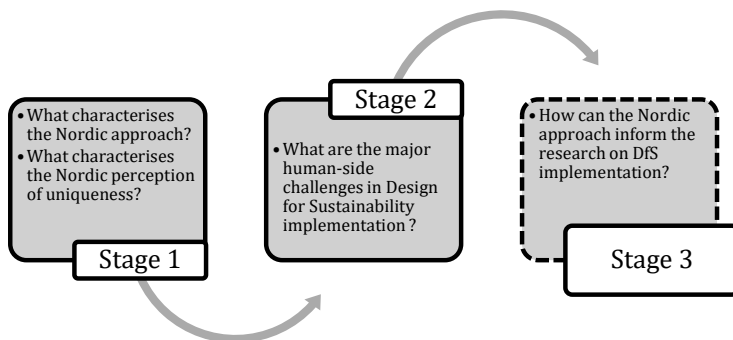 • What characterises
the Nordic approach?
• What characterises
the Nordic perception
of uniqueness?
Stage 1
Stage 2
• What are the major
human-side
challenges in Design
for Sustainability
implementation ?
• How can the Nordic
approach inform the
research on DfS
implementation?
Stage 3